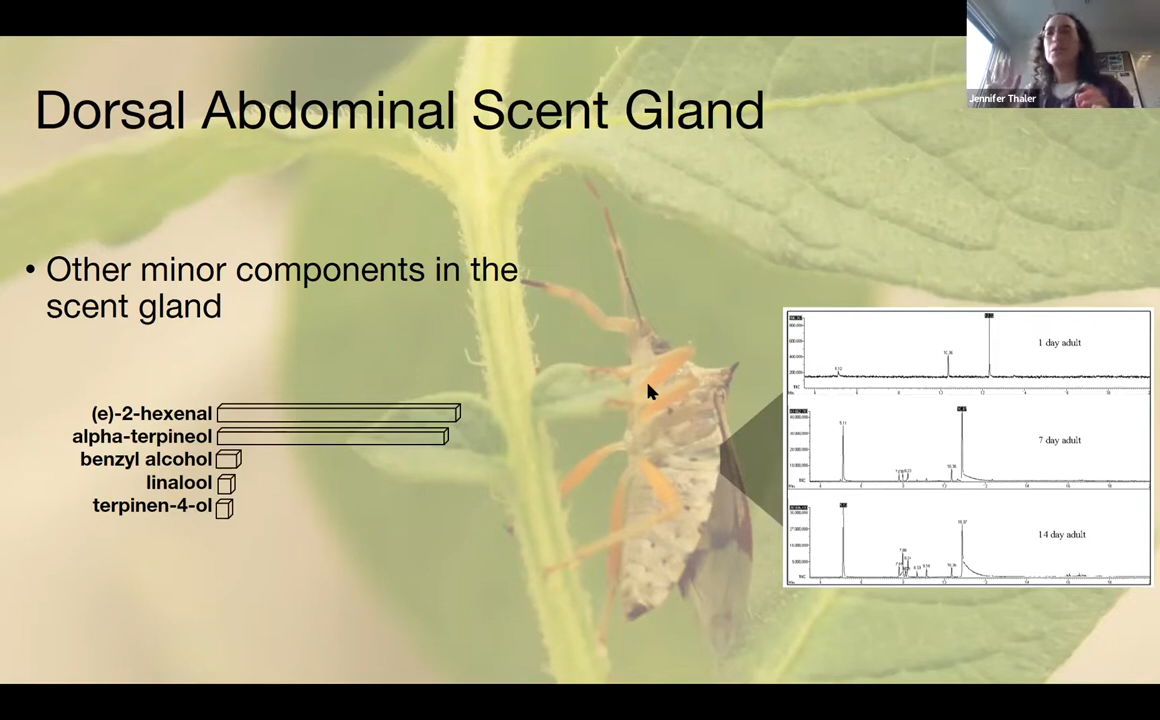 Jennifer Thaler
Dorsal Abdominal Scent Gland
• Other minor components in the
scent gland
(e)-2-hexenal
alpha-terpineol
benzyl alcohol
linalool
terpinen-4-ol
1 day adult
7 day adult
14 day adult